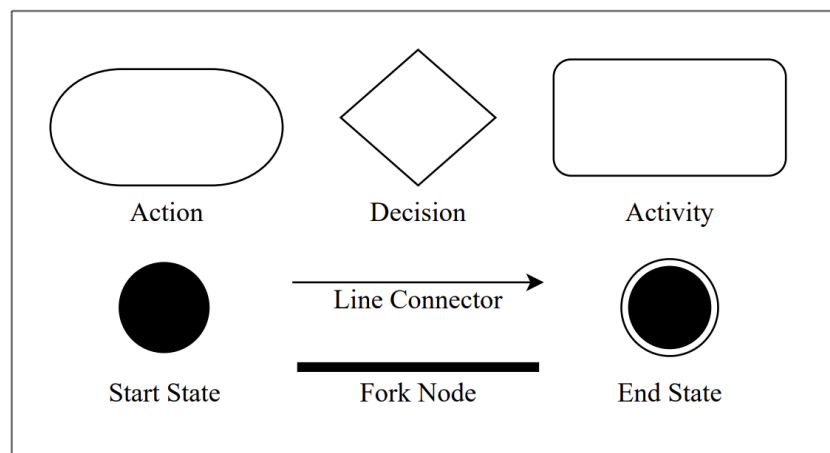 Action
Decision
Activity
Line Connector
Start State
Fork Node
End State